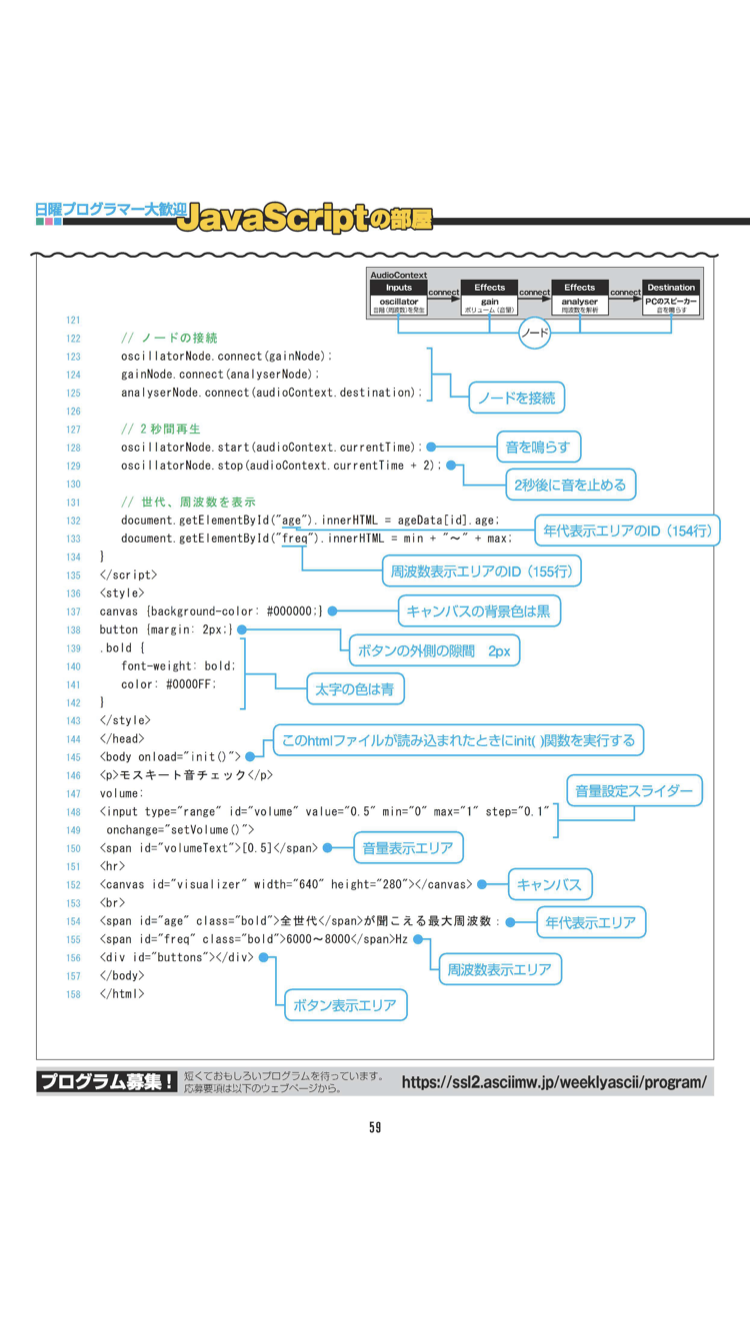 日曜プログラマー大歓迎
JavaScriptの部屋
AudioContext
Inputs
oscillator
音階(周波数)を発生
connect
Effects
gain
ボリューム(音量)
connect
Effects
analyser
周波数を解析
connect
Destination
PCのスピーカー
音を鳴らす
ノード
121
122 // ノードの接続
123 oscillatorNode.connect(gainNode);
124 gainNode.connect(analyserNode);
125 analyserNode.connect(audioContext.destination);
ノードを接続
126
127 // 2秒間再生
128 oscillatorNode.start(audioContext.currentTime);
音を鳴らす
129 oscillatorNode.stop(audioContext.currentTime + 2);
2秒後に音を止める
130
131 // 世代、周波数を表示
132 document.getElementById("age").innerHTML = ageData[id].age;
年代表示エリアのID（154行）
133 document.getElementById("freq").innerHTML = min + "～" + max;
周波数表示エリアのID（155行）
134 }
135 </script>
136 <style>
137 canvas {background-color: #000000;}
キャンバスの背景色は黒
138 button {margin: 2px;}
ボタンの外側の隙間　2px
139 .bold {
140 font-weight: bold;
141 color: #0000FF;
太字の色は青
142 }
143 </style>
144 </head>
このhtmlファイルが読み込まれたときにinit( )関数を実行する
145 <body onload="init()">
146 <p>モスキート音チェック</p>
147 volume:
音量設定スライダー
148 <input type="range" id="volume" value="0.5" min="0" max="1" step="0.1"
149 onchange="setVolume()">
150 <span id="volumeText">[0.5]</span>
音量表示エリア
151 <hr>
152 <canvas id="visualizer" width="640" height="280"></canvas>
キャンバス
153 <br>
154 <span id="age" class="bold">全世代</span>が聞こえる最大周波数：
年代表示エリア
155 <span id="freq" class="bold">6000～8000</span>Hz
周波数表示エリア
156 <div id="buttons"></div>
157 </body>
158 </html>
ボタン表示エリア
プログラム募集！
短くておもしろいプログラムを待っています。
応募要項は以下のウェブページから。
https://ssl2.asciimw.jp/weeklyascii/program/
59